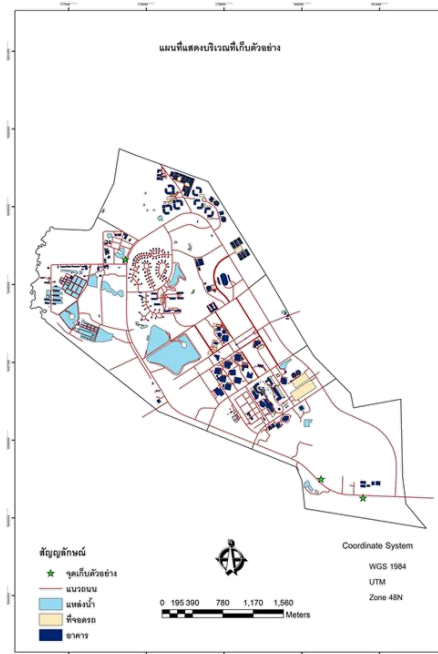 แผนที่แสดงบริเวณที่เก็บตัวอย่าง
สัญญลักษณ์
จุดเก็บตัวอย่าง
แนวถนน
แหล่งน้ำ
ที่จอดรถ
อาคาร
0 195 390 780 1,170 1,560
Meters
Coordinate System
WGS 1984
UTM
Zone 48N